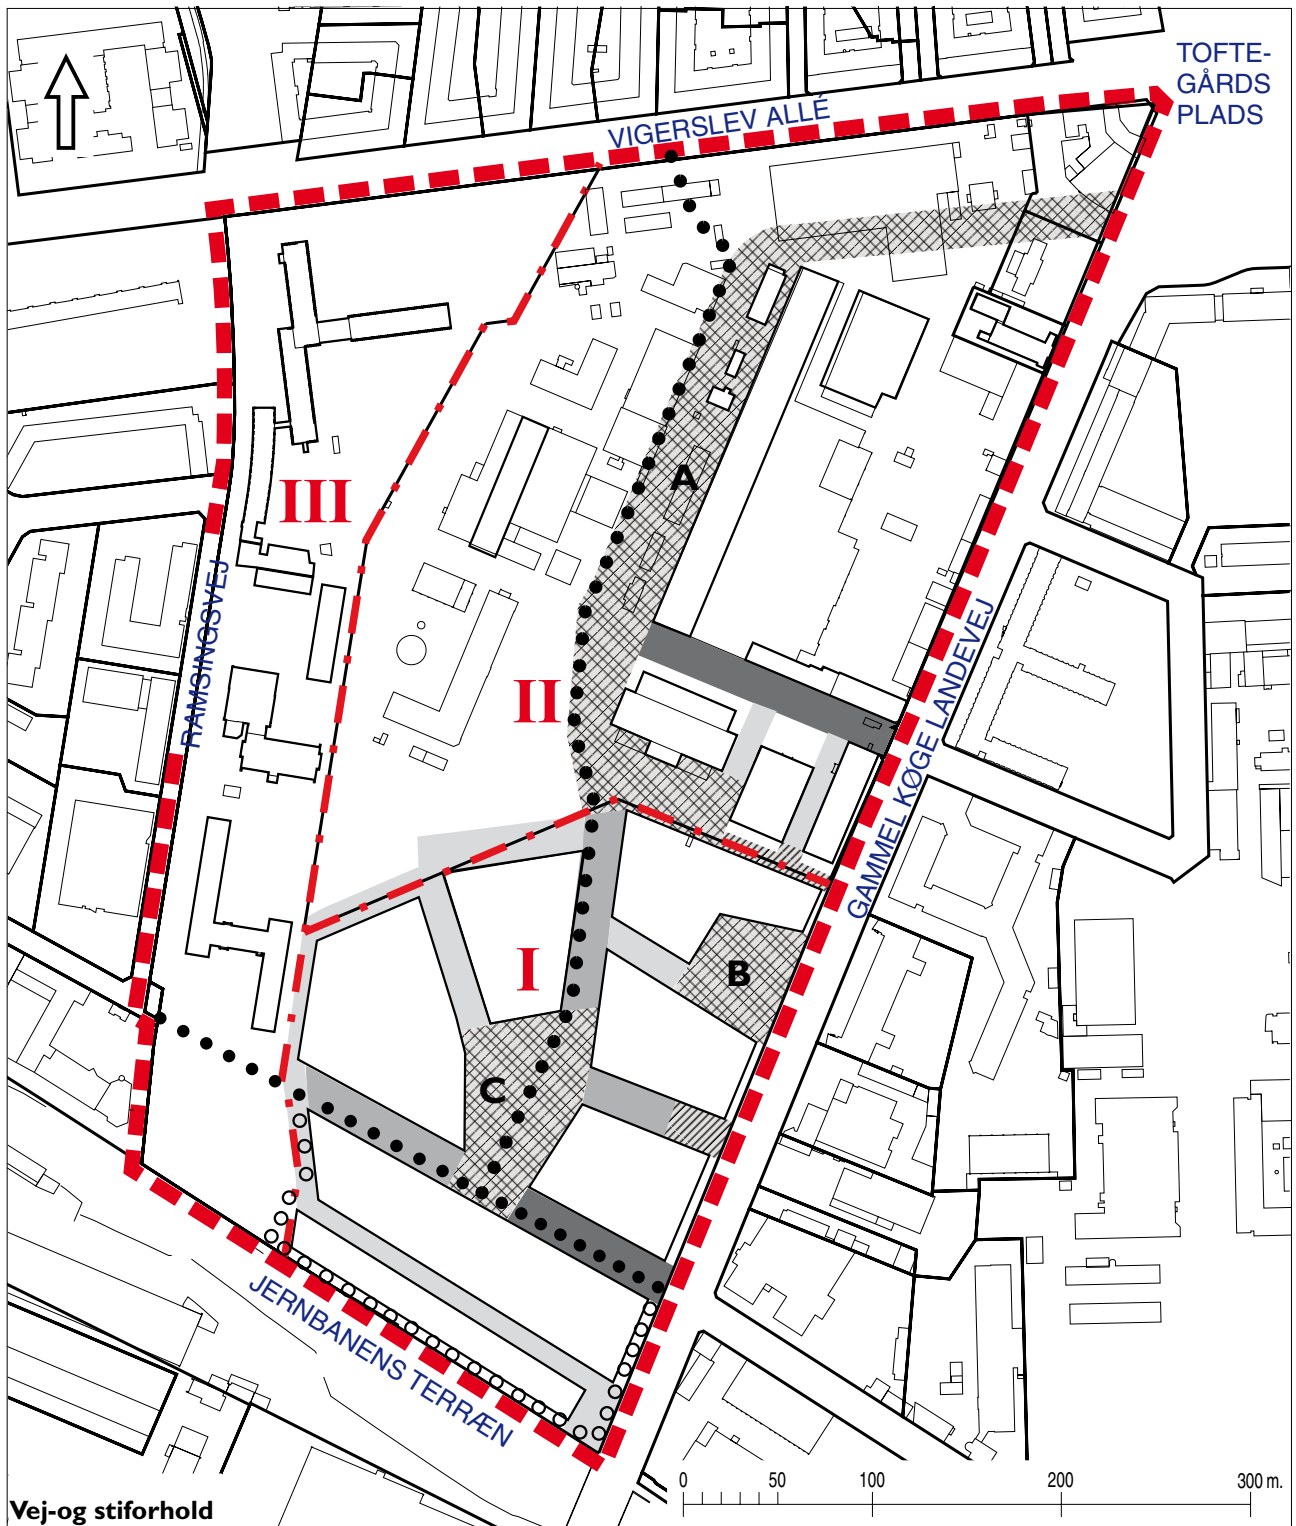 TOFTE-
GÅRDS
PLADS
VIGERSLEV ALLÉ
A
III
RAMSINGSVEJ
II
GAMMEL KØGE LANDEVEJ
I
B
C
JERNBANENS TERRÆN
0 50 100 200 300 m.
Vej-og stiforhold